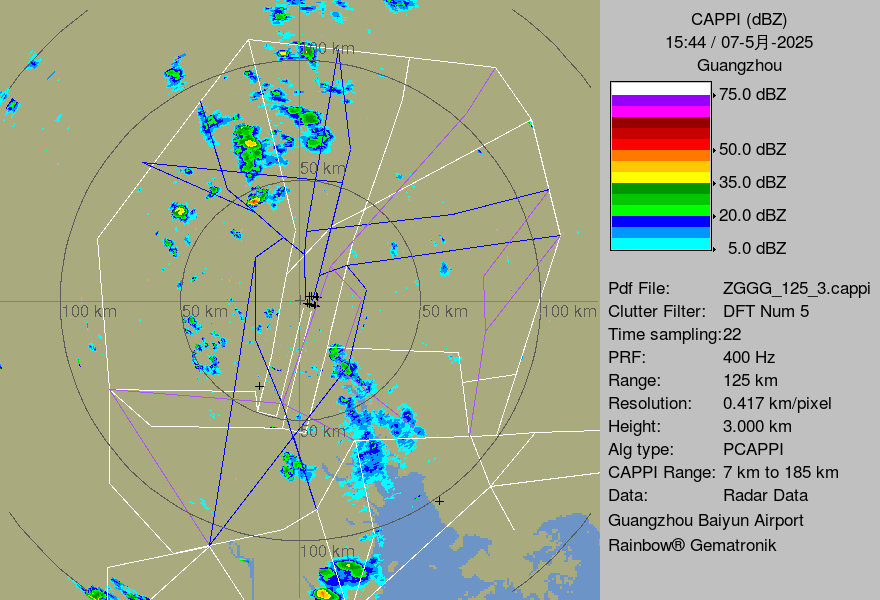 100 km
50 km
100 km
50 km
50 km
100 km
50 km
100 km
CAPPI (dBZ)
15:44 / 07-5月-2025
Guangzhou
75.0 dBZ
50.0 dBZ
35.0 dBZ
20.0 dBZ
5.0 dBZ
Pdf File: ZGGG_125_3.cappi
Clutter Filter: DFT Num 5
Time sampling:22
PRF: 400 Hz
Range: 125 km
Resolution: 0.417 km/pixel
Height: 3.000 km
Alg type: PCAPPI
CAPPI Range: 7 km to 185 km
Data: Radar Data
Guangzhou Baiyun Airport
Rainbow® Gematronik